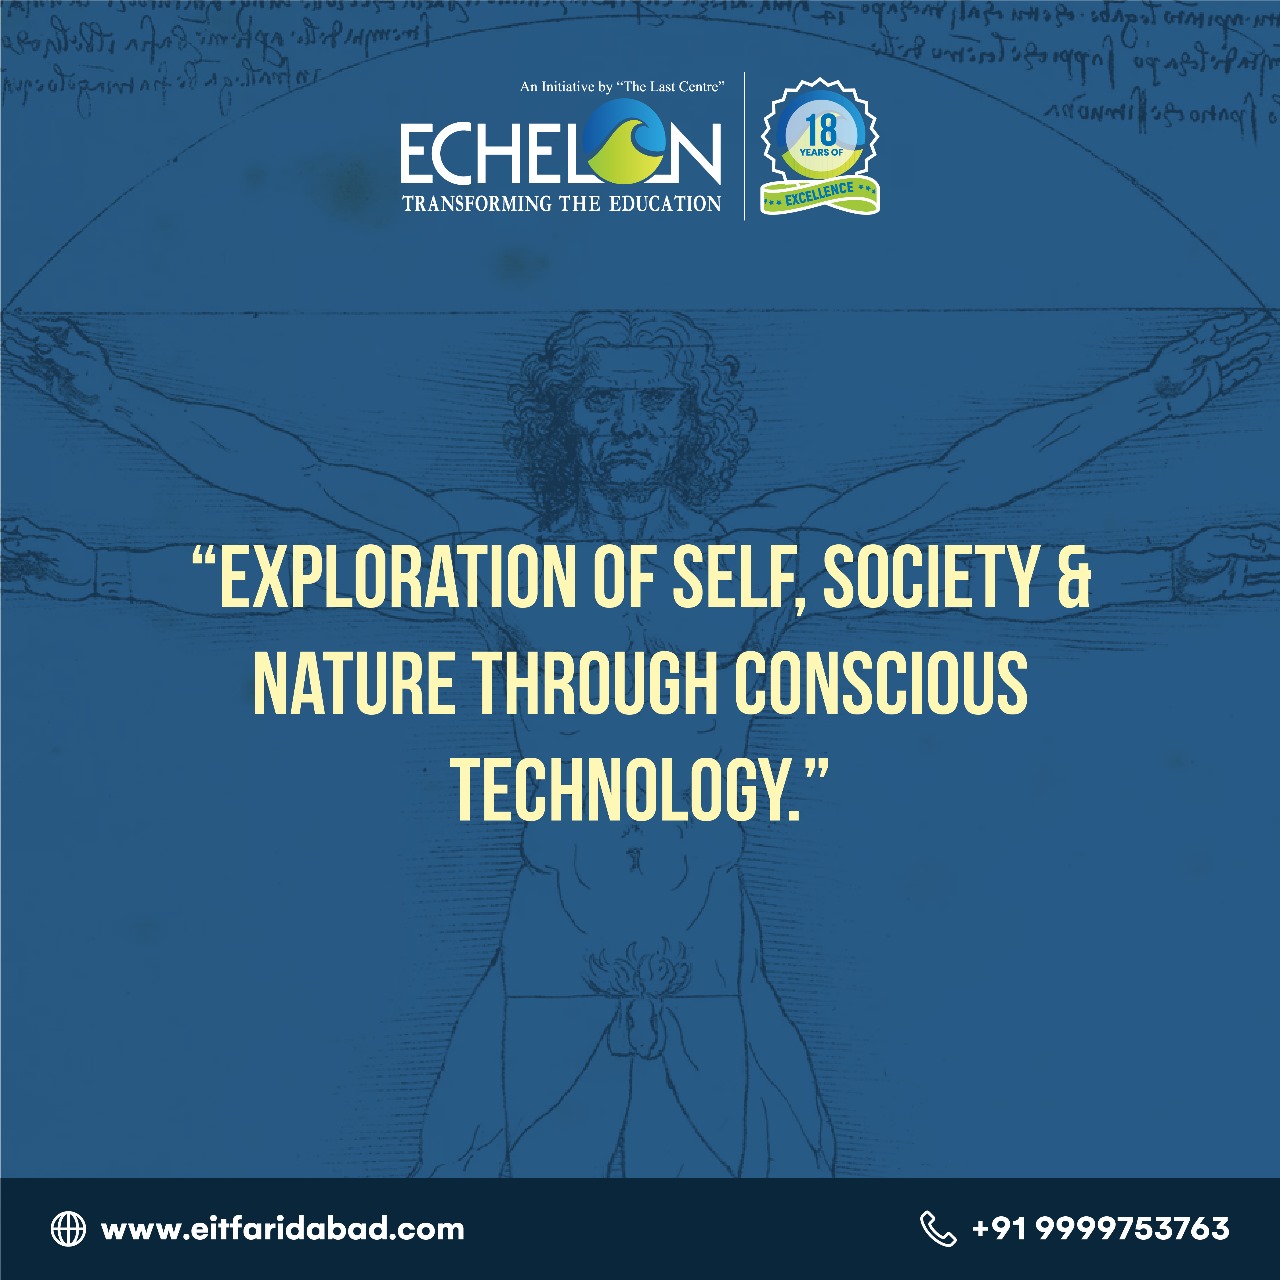 An Initiative by “The Last Centre”
ECHELON
TRANSFORMING THE EDUCATION
18
YEARS OF
EXCELLENCE
“EXPLORATION OF SELF, SOCIETY &
NATURE THROUGH CONSCIOUS
TECHNOLOGY.”
www.eitfaridabad.com
+91 9999753763